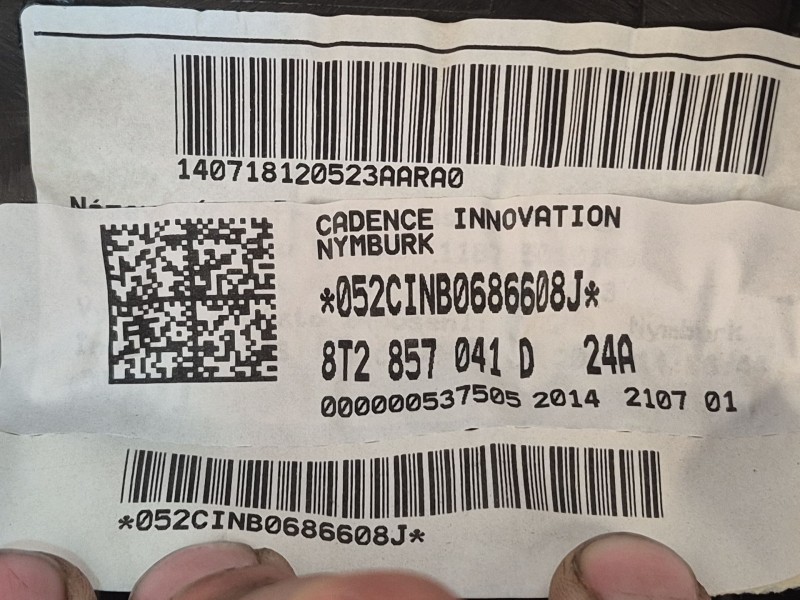 140718120523AARA0
CADENCE INNOVATION
NYMBURK
*052CINB0686608J*
8T2 857 041 D 24A
000000537505 2014 2107 01
*052CINB0686608J*